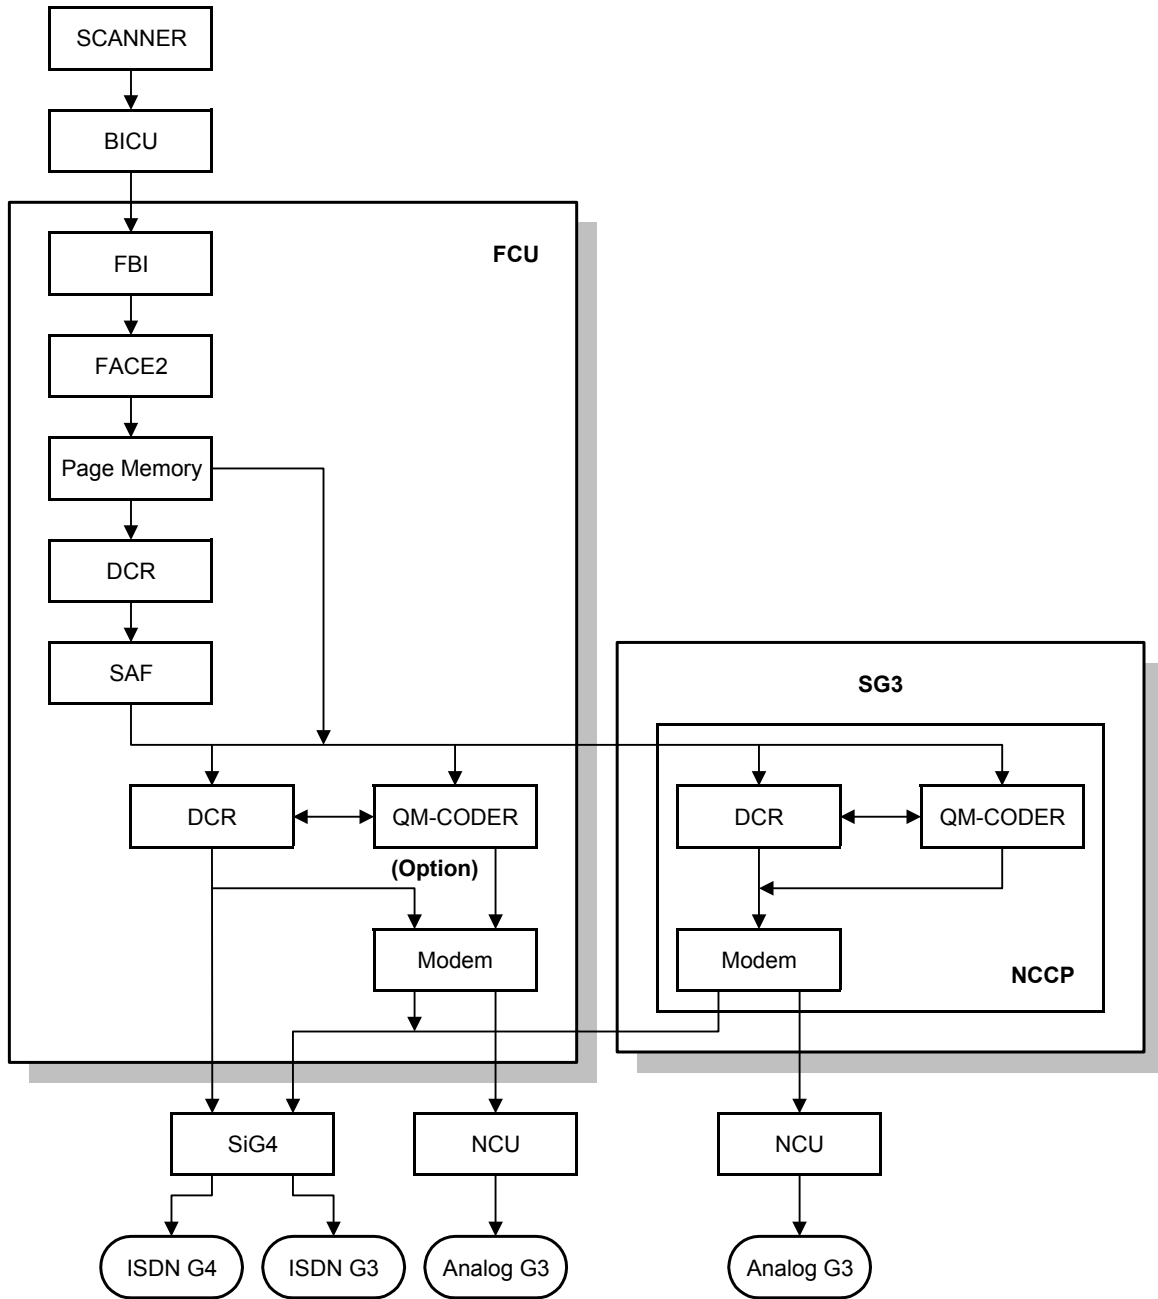 SCANNER
BICU
FCU
FBI
FACE2
Page Memory
DCR
SAF
SG3
DCR
QM-CODER
DCR
QM-CODER
(Option)
Modem
Modem
NCCP
SiG4
NCU
NCU
ISDN G4
ISDN G3
Analog G3
Analog G3